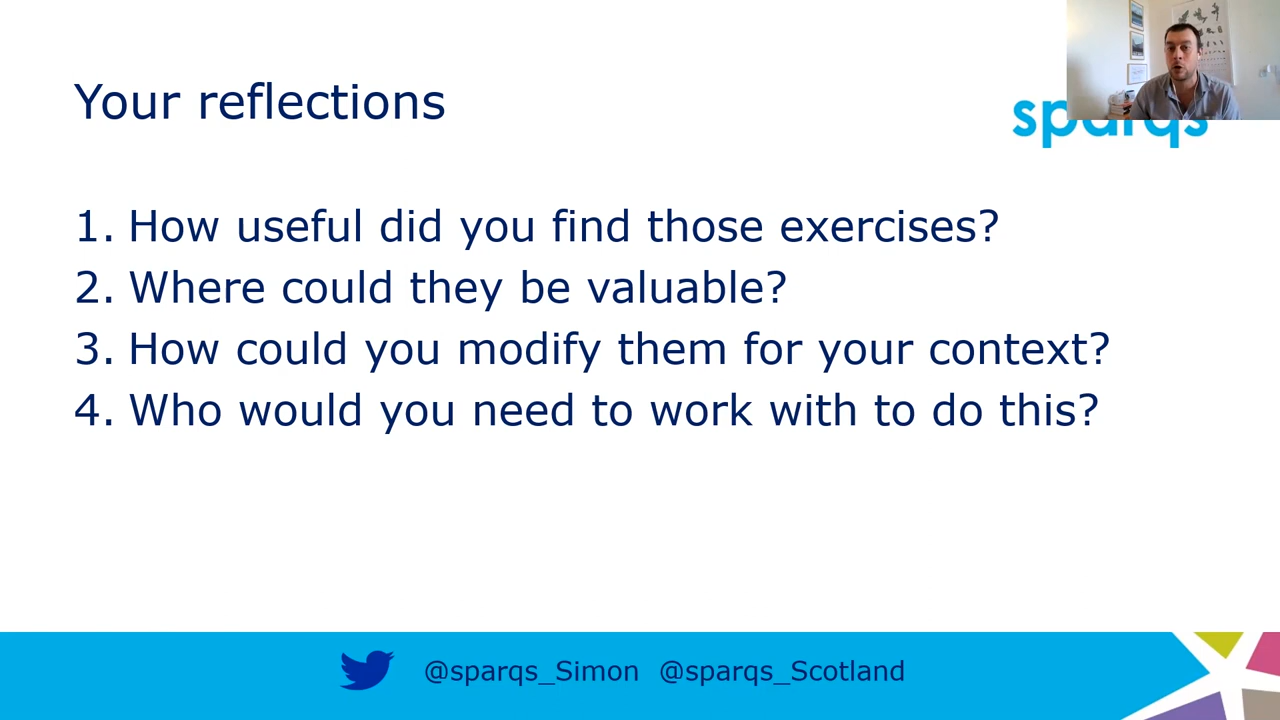 Your reflections
sparqs
1. How useful did you find those exercises?
2. Where could they be valuable?
3. How could you modify them for your context?
4. Who would you need to work with to do this?
@sparqs_Simon @sparqs_Scotland